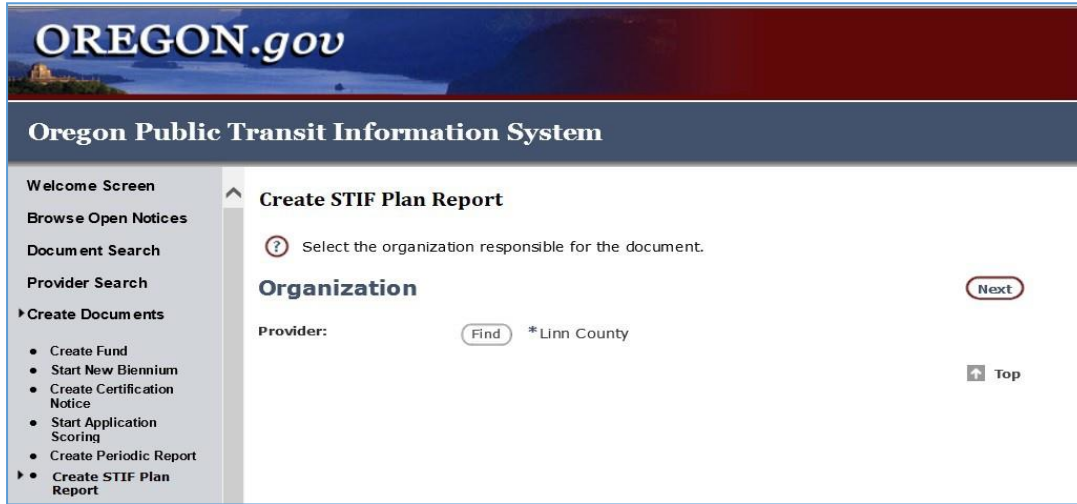 OREGON.gov
Oregon Public Transit Information System
Welcome Screen
Browse Open Notices
Document Search
Provider Search
Create Documents
Create Fund
Start New Biennium
Create Certification
Notice
Start Application
Scoring
Create Periodic Report
Create STIF Plan
Report
Create STIF Plan Report
? Select the organization responsible for the document.
Organization
Next
Provider: Find *Linn County
Top